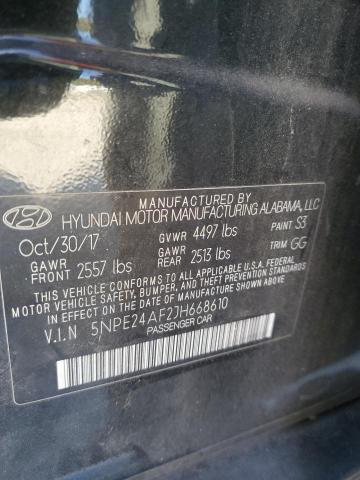 MANUFACTURED BY
HYUNDAI MOTOR MANUFACTURING ALABAMA, LLC
Oct/30/17 GVWR 4497 lbs PAINT S3
GAWR FRONT 2557 lbs GAWR REAR 2513 lbs TRIM GG
THIS VEHICLE CONFORMS TO ALL APPLICABLE U.S.A. FEDERAL
MOTOR VEHICLE SAFETY, BUMPER, AND THEFT PREVENTION
STANDARDS IN EFFECT ON THE DATE OF MANUFACTURE SHOWN ABOVE.
V.I.N 5NPE24AF2JH668610
PASSENGER CAR